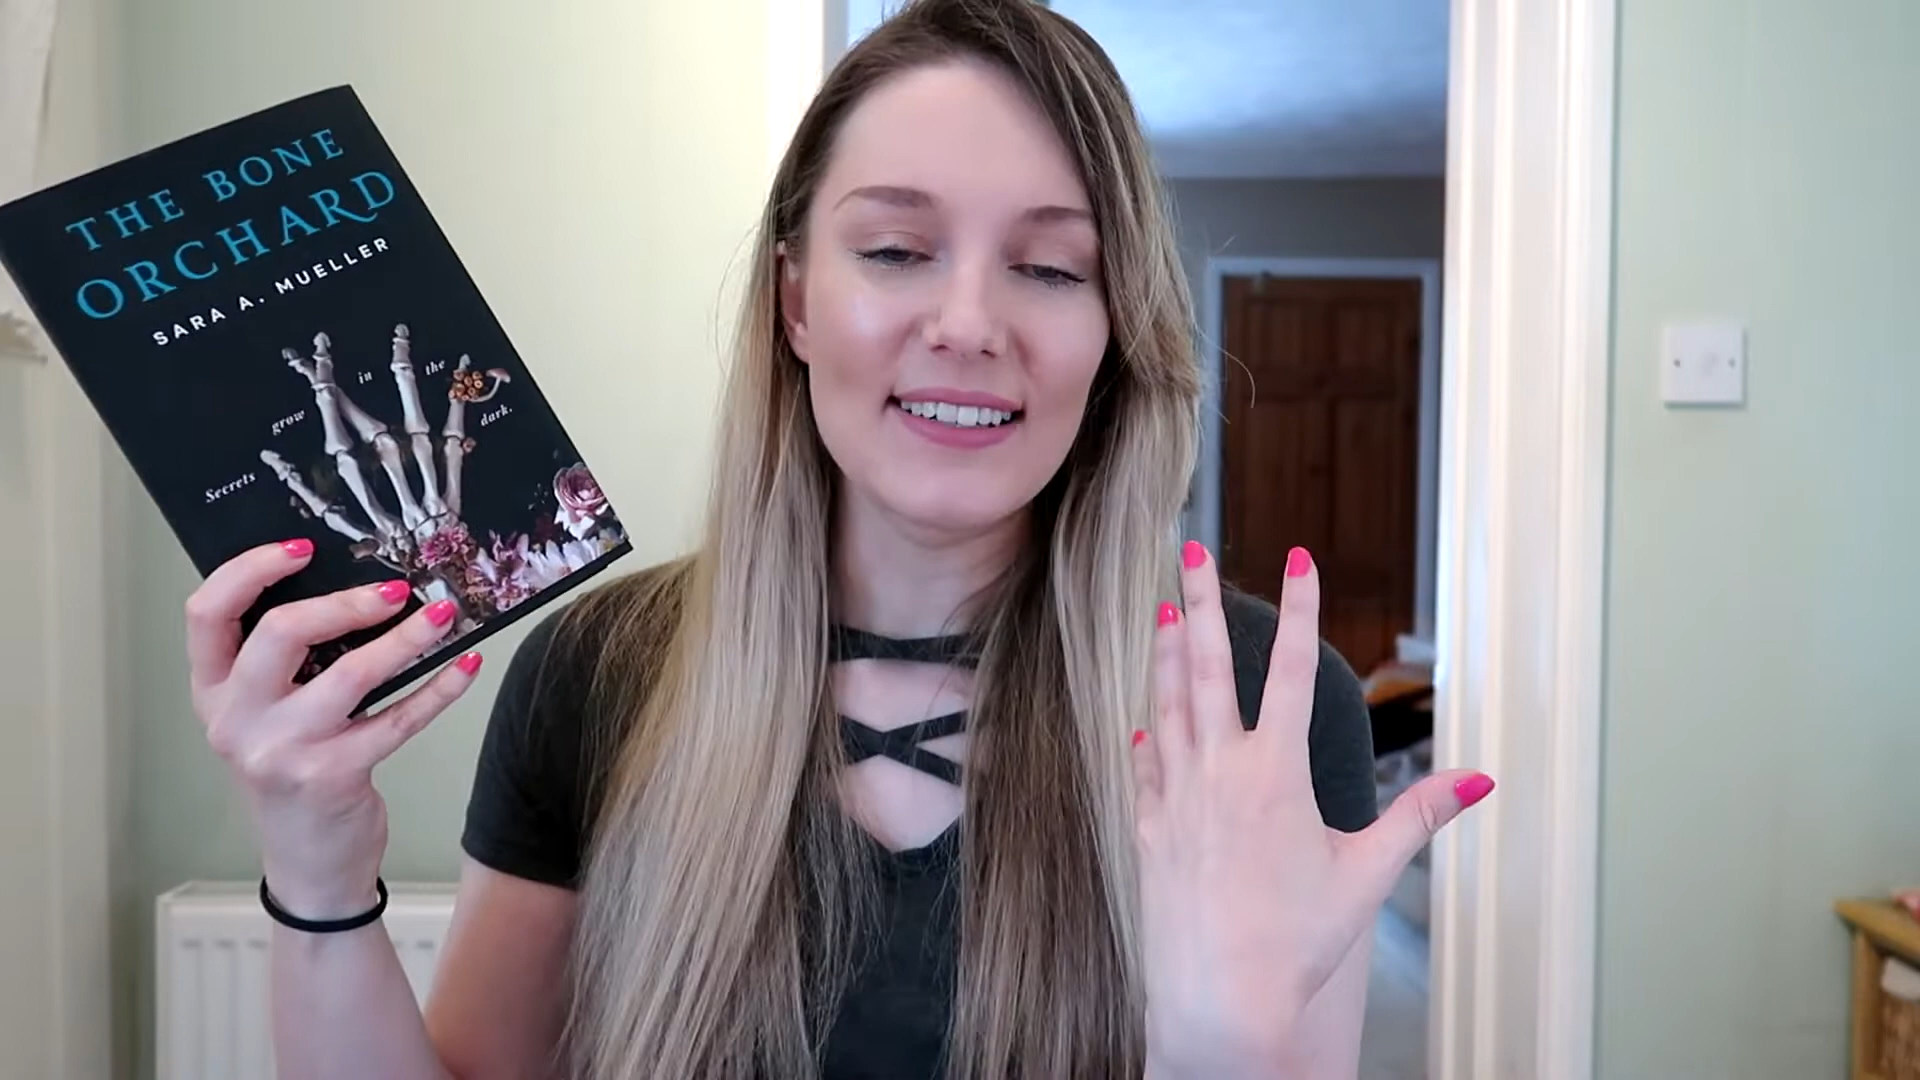 THE BONE
ORCHARD
SARA A. MUELLER
Secrets grow in the dark.